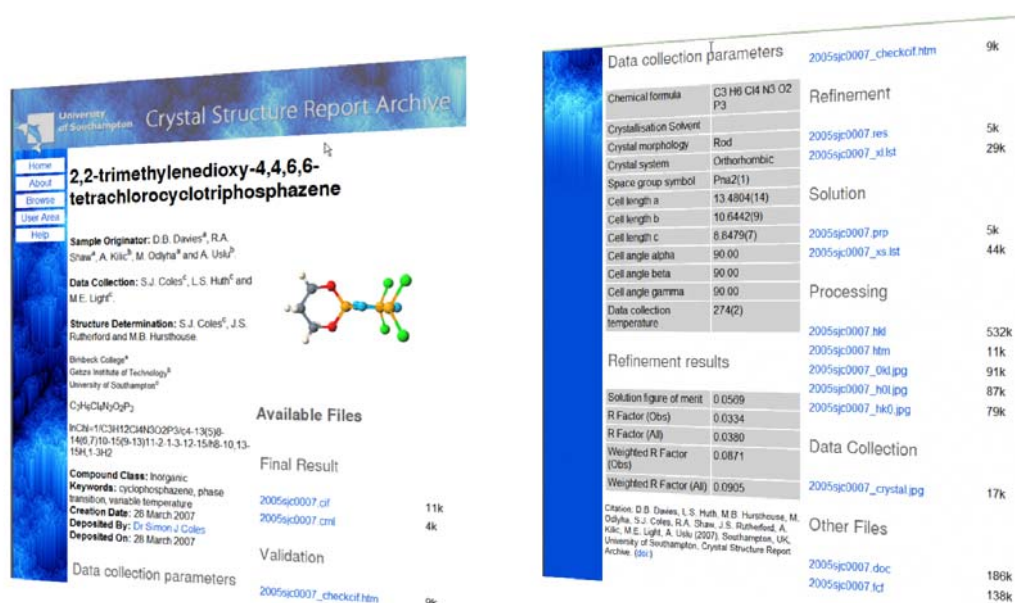 University
of Southampton
Crystal Structure Report Archive
Home
About
Browse
User Area
Help
2,2-trimethylenedioxy-4,4,6,6-
tetrachlorocyclotriphosphazene
Sample Originator: D.B. Davies^a, R.A.
Shaw^a, A. Kilic^b, M. Odlyha^a and A. Uslu^b.
Data Collection: S.J. Coles^c, L.S. Huth^c and
M.E. Light^c.
Structure Determination: S.J. Coles^c, J.S.
Rutherford and M.B. Hursthouse.
Birkbeck College^a
Gebze Institute of Technology^b
University of Southampton^c
InChI=1/C3H12Cl4N3O2P3/c4-13(5)8-
14(6,7)10-15(9-13)11-2-1-3-12-15/h8-10,13-
15H,1-3H2
Compound Class: Inorganic
Keywords: cyclophosphazene, phase
transition, variable temperature
Creation Date: 28 March 2007
Deposited By: Dr Simon J Coles
Deposited On: 28 March 2007
Data collection parameters
Available Files
Final Result
2005sjc0007.cif 11k
2005sjc0007.cml 4k
Validation
2005sjc0007_checkcif.htm 9k
Data collection parameters
Chemical formula C3 H6 Cl4 N3 O2
P3
Crystallisation Solvent
Crystal morphology Rod
Crystal system Orthorhombic
Space group symbol Pna2(1)
Cell length a 13.4804(14)
Cell length b 10.6442(9)
Cell length c 8.8479(7)
Cell angle alpha 90.00
Cell angle beta 90.00
Cell angle gamma 90.00
Data collection
temperature 274(2)
Refinement results
Solution figure of merit 0.0569
R Factor (Obs) 0.0334
R Factor (All) 0.0380
Weighted R Factor
(Obs) 0.0871
Weighted R Factor (All) 0.0905
Citation: D.B. Davies, L.S. Huth, M.B. Hursthouse, M.
Odlyha, S.J. Coles, R.A. Shaw, J.S. Rutherford, A.
Kilic, M.E. Light, A. Uslu (2007), Southampton, UK,
University of Southampton, Crystal Structure Report
Archive. (doi:)
2005sjc0007_checkcif.htm 9k
Refinement
2005sjc0007.res 5k
2005sjc0007_xl.lst 29k
Solution
2005sjc0007.prp 5k
2005sjc0007_xs.lst 44k
Processing
2005sjc0007.hkl 532k
2005sjc0007.htm 11k
2005sjc0007_0kl.jpg 91k
2005sjc0007_h0l.jpg 87k
2005sjc0007_hk0.jpg 79k
Data Collection
2005sjc0007_crystal.jpg 17k
Other Files
2005sjc0007.doc 186k
2005sjc0007.fcf 138k